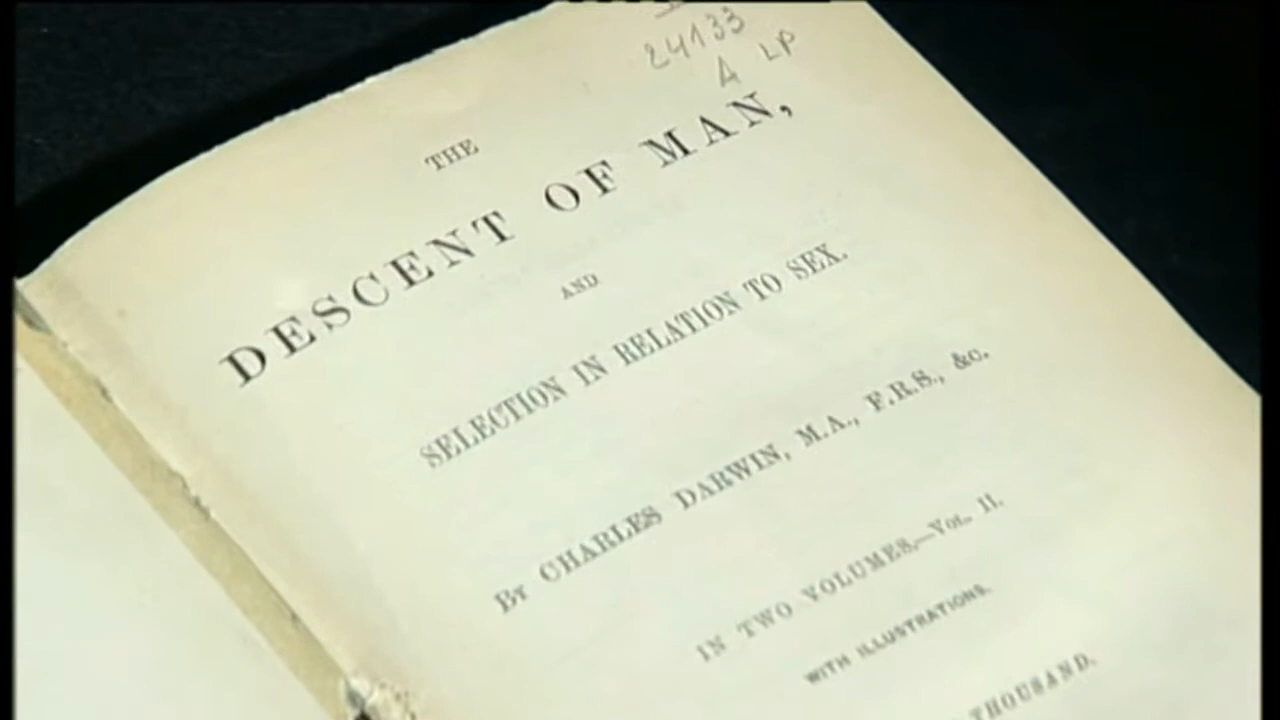 24133
A LP
THE
DESCENT OF MAN,
AND
SELECTION IN RELATION TO SEX.
BY CHARLES DARWIN, M.A., F.R.S., &c.
IN TWO VOLUMES.—VOL. II.
WITH ILLUSTRATIONS.
THOUSAND.